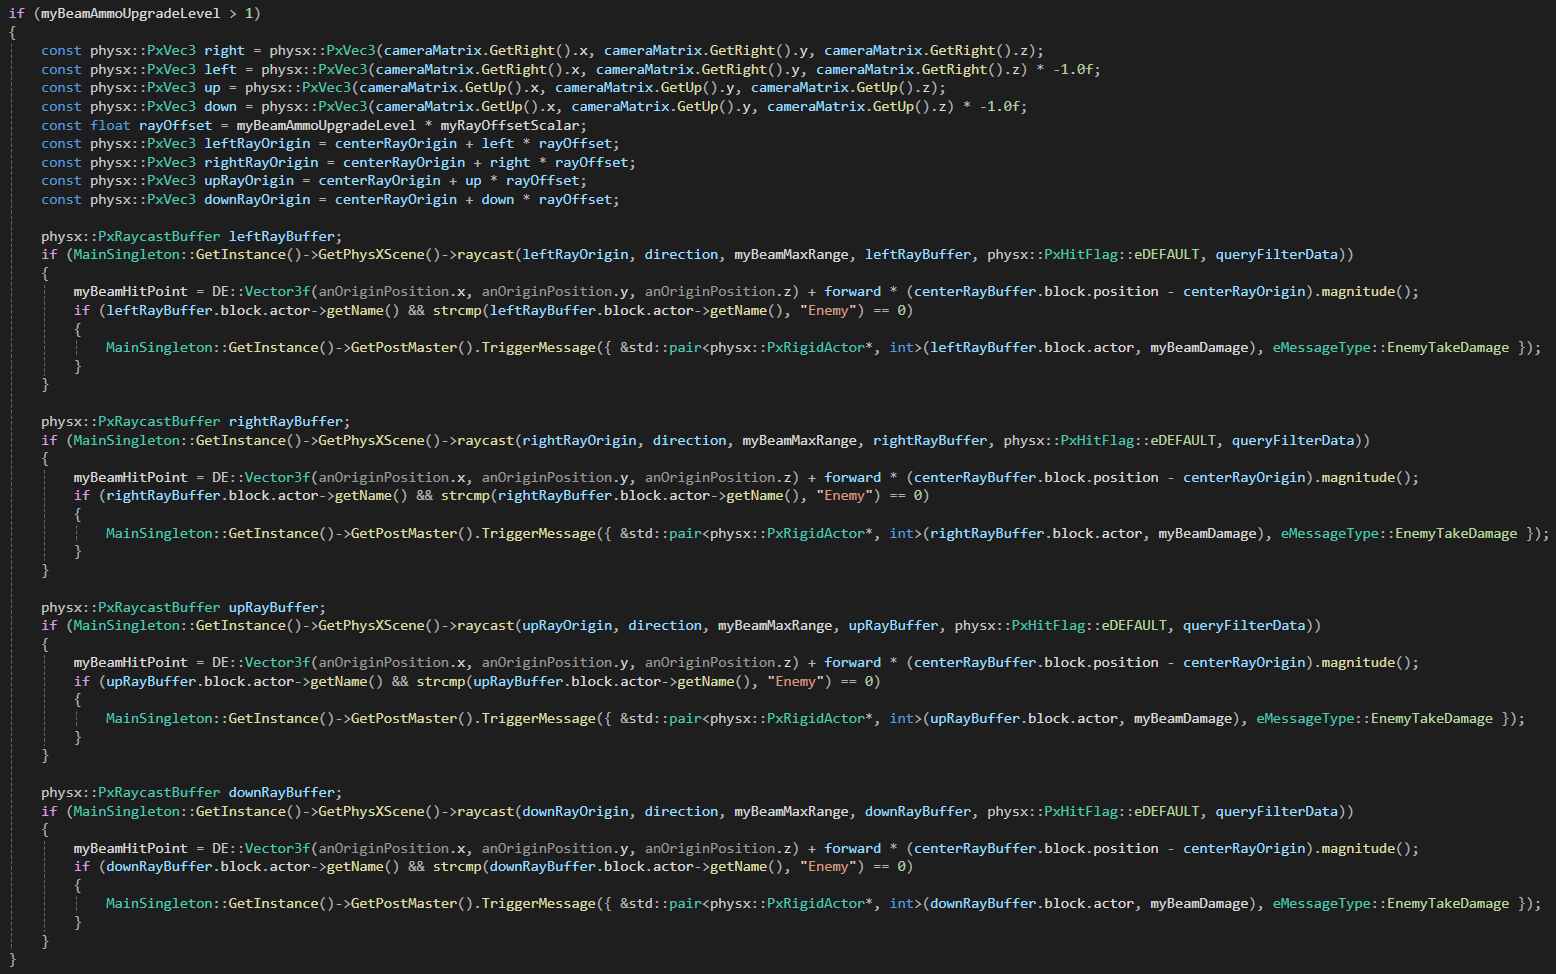 if (myBeamAmmoUpgradeLevel > 1)
{
    const physx::PxVec3 right = physx::PxVec3(cameraMatrix.GetRight().x, cameraMatrix.GetRight().y, cameraMatrix.GetRight().z);
    const physx::PxVec3 left = physx::PxVec3(cameraMatrix.GetRight().x, cameraMatrix.GetRight().y, cameraMatrix.GetRight().z) * -1.0f;
    const physx::PxVec3 up = physx::PxVec3(cameraMatrix.GetUp().x, cameraMatrix.GetUp().y, cameraMatrix.GetUp().z);
    const physx::PxVec3 down = physx::PxVec3(cameraMatrix.GetUp().x, cameraMatrix.GetUp().y, cameraMatrix.GetUp().z) * -1.0f;
    const float rayOffset = myBeamAmmoUpgradeLevel * myRayOffsetScalar;
    const physx::PxVec3 leftRayOrigin = centerRayOrigin + left * rayOffset;
    const physx::PxVec3 rightRayOrigin = centerRayOrigin + right * rayOffset;
    const physx::PxVec3 upRayOrigin = centerRayOrigin + up * rayOffset;
    const physx::PxVec3 downRayOrigin = centerRayOrigin + down * rayOffset;

    physx::PxRaycastBuffer leftRayBuffer;
    if (MainSingleton::GetInstance()->GetPhysXScene()->raycast(leftRayOrigin, direction, myBeamMaxRange, leftRayBuffer, physx::PxHitFlag::eDEFAULT, queryFilterData))
    {
        myBeamHitPoint = DE::Vector3f(anOriginPosition.x, anOriginPosition.y, anOriginPosition.z) + forward * (centerRayBuffer.block.position - centerRayOrigin).magnitude();
        if (leftRayBuffer.block.actor->getName() && strcmp(leftRayBuffer.block.actor->getName(), "Enemy") == 0)
        {
            MainSingleton::GetInstance()->GetPostMaster().TriggerMessage({ &std::pair<physx::PxRigidActor*, int>(leftRayBuffer.block.actor, myBeamDamage), eMessageType::EnemyTakeDamage });
        }
    }

    physx::PxRaycastBuffer rightRayBuffer;
    if (MainSingleton::GetInstance()->GetPhysXScene()->raycast(rightRayOrigin, direction, myBeamMaxRange, rightRayBuffer, physx::PxHitFlag::eDEFAULT, queryFilterData))
    {
        myBeamHitPoint = DE::Vector3f(anOriginPosition.x, anOriginPosition.y, anOriginPosition.z) + forward * (centerRayBuffer.block.position - centerRayOrigin).magnitude();
        if (rightRayBuffer.block.actor->getName() && strcmp(rightRayBuffer.block.actor->getName(), "Enemy") == 0)
        {
            MainSingleton::GetInstance()->GetPostMaster().TriggerMessage({ &std::pair<physx::PxRigidActor*, int>(rightRayBuffer.block.actor, myBeamDamage), eMessageType::EnemyTakeDamage });
        }
    }

    physx::PxRaycastBuffer upRayBuffer;
    if (MainSingleton::GetInstance()->GetPhysXScene()->raycast(upRayOrigin, direction, myBeamMaxRange, upRayBuffer, physx::PxHitFlag::eDEFAULT, queryFilterData))
    {
        myBeamHitPoint = DE::Vector3f(anOriginPosition.x, anOriginPosition.y, anOriginPosition.z) + forward * (centerRayBuffer.block.position - centerRayOrigin).magnitude();
        if (upRayBuffer.block.actor->getName() && strcmp(upRayBuffer.block.actor->getName(), "Enemy") == 0)
        {
            MainSingleton::GetInstance()->GetPostMaster().TriggerMessage({ &std::pair<physx::PxRigidActor*, int>(upRayBuffer.block.actor, myBeamDamage), eMessageType::EnemyTakeDamage });
        }
    }

    physx::PxRaycastBuffer downRayBuffer;
    if (MainSingleton::GetInstance()->GetPhysXScene()->raycast(downRayOrigin, direction, myBeamMaxRange, downRayBuffer, physx::PxHitFlag::eDEFAULT, queryFilterData))
    {
        myBeamHitPoint = DE::Vector3f(anOriginPosition.x, anOriginPosition.y, anOriginPosition.z) + forward * (centerRayBuffer.block.position - centerRayOrigin).magnitude();
        if (downRayBuffer.block.actor->getName() && strcmp(downRayBuffer.block.actor->getName(), "Enemy") == 0)
        {
            MainSingleton::GetInstance()->GetPostMaster().TriggerMessage({ &std::pair<physx::PxRigidActor*, int>(downRayBuffer.block.actor, myBeamDamage), eMessageType::EnemyTakeDamage });
        }
    }
}